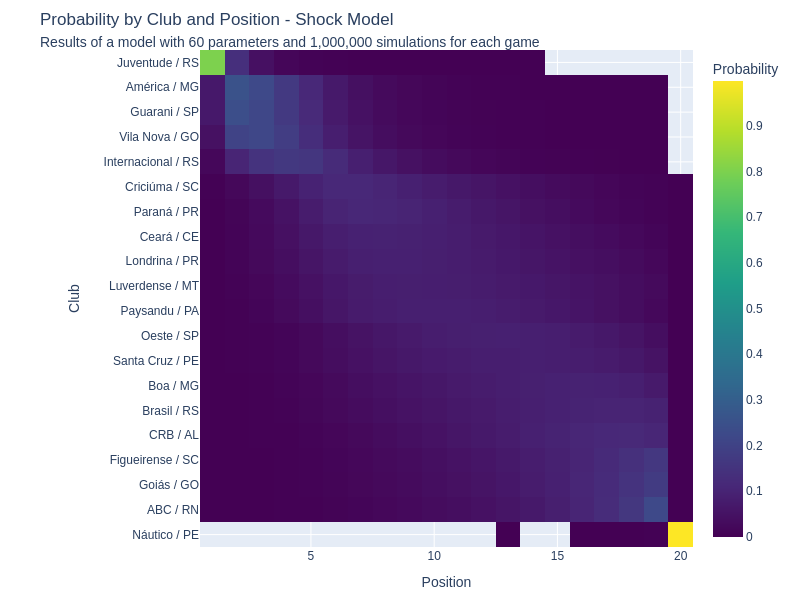 Probability by Club and Position - Shock Model
Results of a model with 60 parameters and 1,000,000 simulations for each game
Juventude / RS
América / MG
Guarani / SP
Vila Nova / GO
Internacional / RS
Criciúma / SC
Paraná / PR
Ceará / CE
Londrina / PR
Luverdense / MT
Paysandu / PA
Oeste / SP
Santa Cruz / PE
Boa / MG
Brasil / RS
CRB / AL
Figueirense / SC
Goiás / GO
ABC / RN
Náutico / PE
Club
5
10
15
20
Position
Probability
0.9
0.8
0.7
0.6
0.5
0.4
0.3
0.2
0.1
0